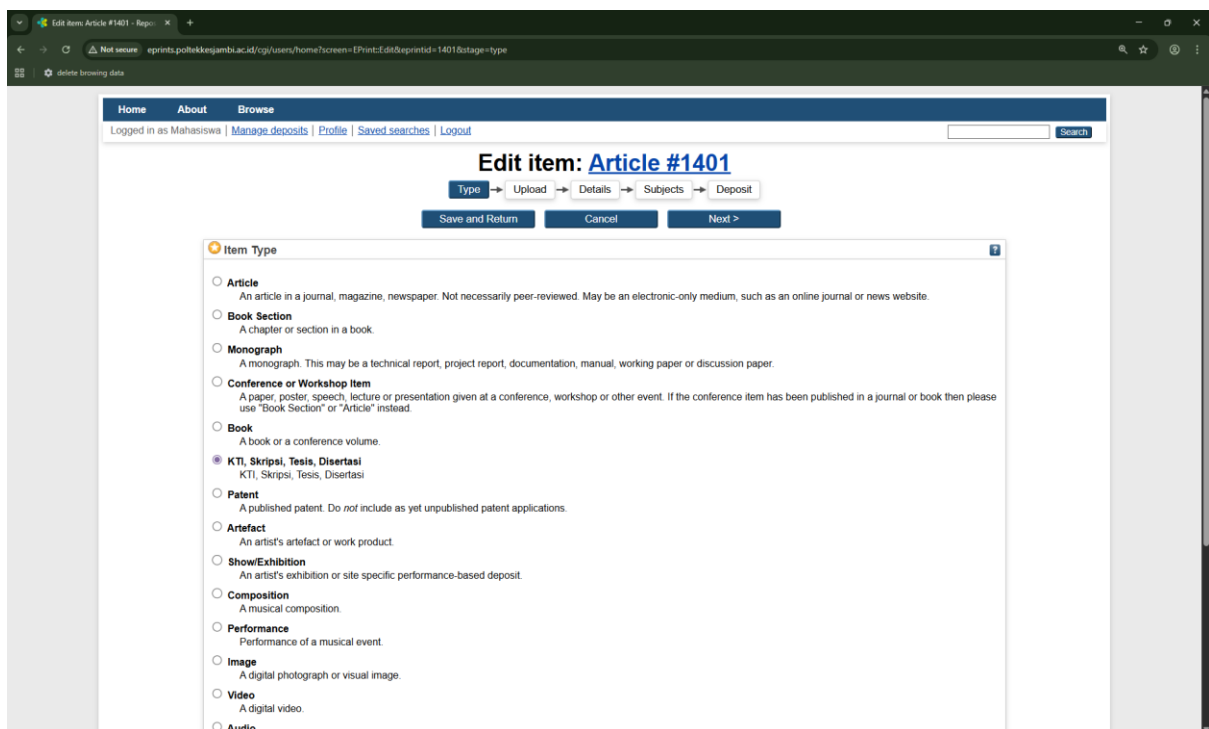 Edit item: Article #1401 - Repo
Not secure eprints.poltekkesjambi.ac.id/cgi/users/home?screen=EPrint::Edit&eprintid=1401&stage=type
delete browing data
Home About Browse
Logged in as Mahasiswa | Manage deposits | Profile | Saved searches | Logout Search
Edit item: Article #1401
Type Upload Details Subjects Deposit
Save and Return Cancel Next >
Item Type ?
Article
An article in a journal, magazine, newspaper. Not necessarily peer-reviewed. May be an electronic-only medium, such as an online journal or news website.
Book Section
A chapter or section in a book.
Monograph
A monograph. This may be a technical report, project report, documentation, manual, working paper or discussion paper.
Conference or Workshop Item
A paper, poster, speech, lecture or presentation given at a conference, workshop or other event. If the conference item has been published in a journal or book then please
use "Book Section" or "Article" instead.
Book
A book or a conference volume.
KTI, Skripsi, Tesis, Disertasi
KTI, Skripsi, Tesis, Disertasi
Patent
A published patent. Do not include as yet unpublished patent applications.
Artefact
An artist's artefact or work product.
Show/Exhibition
An artist's exhibition or site specific performance-based deposit.
Composition
A musical composition.
Performance
Performance of a musical event.
Image
A digital photograph or visual image.
Video
A digital video.
Audio